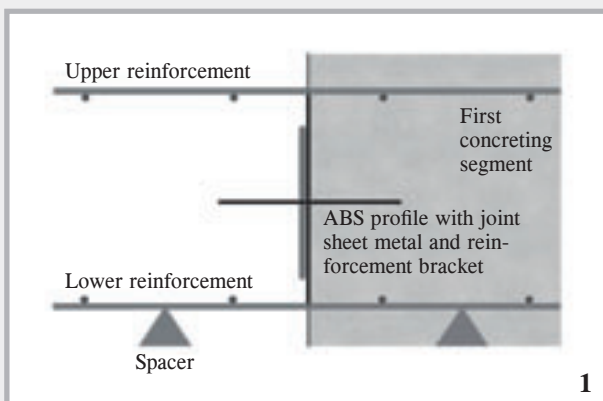 Upper reinforcement
First
concreting
segment
ABS profile with joint
sheet metal and rein-
forcement bracket
Lower reinforcement
Spacer
1